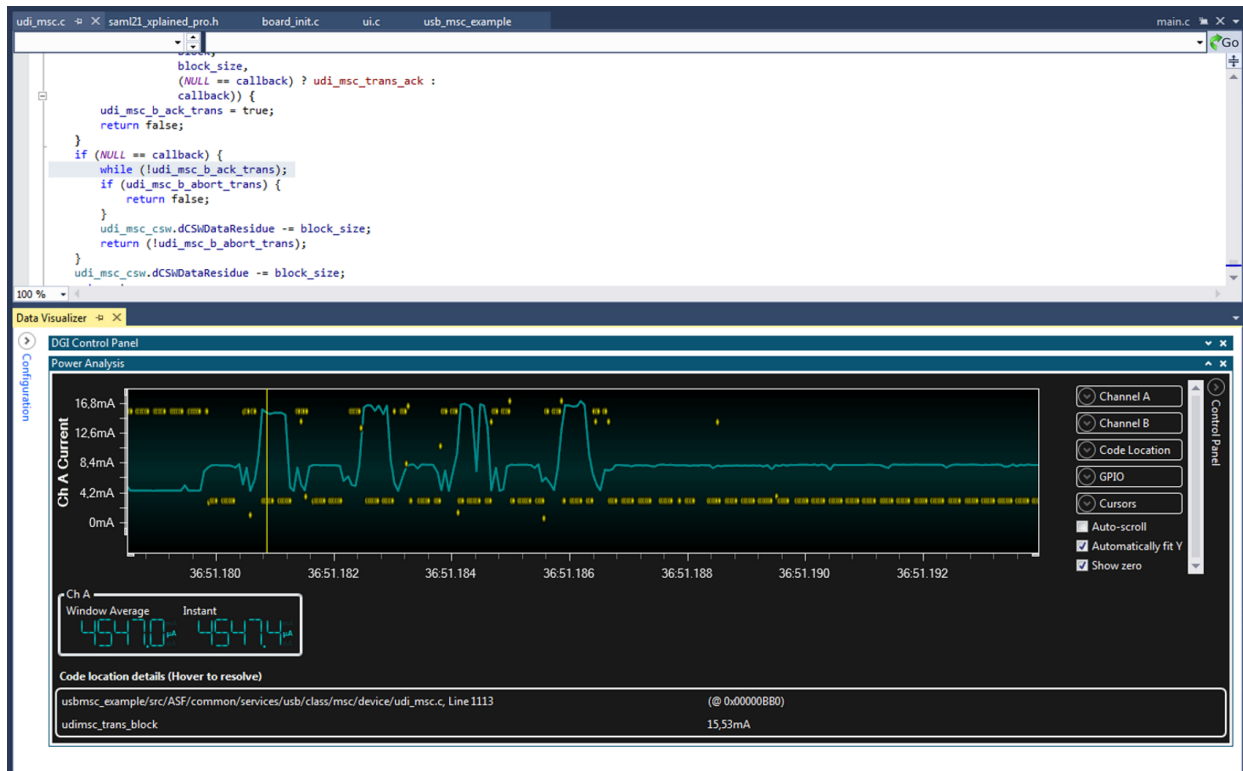 udi_msc.c saml21_xplained_pro.h board_init.c ui.c usb_msc_example main.c
Go
block,
block_size,
(NULL == callback) ? udi_msc_trans_ack :
callback)) {
udi_msc_b_ack_trans = true;
return false;
}
if (NULL == callback) {
while (!udi_msc_b_ack_trans);
if (udi_msc_b_abort_trans) {
return false;
}
udi_msc_csw.dCSWDataResidue -= block_size;
return (!udi_msc_b_abort_trans);
}
udi_msc_csw.dCSWDataResidue -= block_size;
100 %
Data Visualizer
Configuration
DGI Control Panel
Power Analysis
Ch A Current
16,8mA
12,6mA
8,4mA
4,2mA
0mA
36:51.180 36:51.182 36:51.184 36:51.186 36:51.188 36:51.190 36:51.192
Channel A
Channel B
Code Location
GPIO
Cursors
Auto-scroll
Automatically fit Y
Show zero
Control Panel
Ch A
Window Average Instant
4547.0 µA 4547.4 µA
Code location details (Hover to resolve)
usbmsc_example/src/ASF/common/services/usb/class/msc/device/udi_msc.c, Line 1113 (@ 0x00000BB0)
udimsc_trans_block 15,53mA